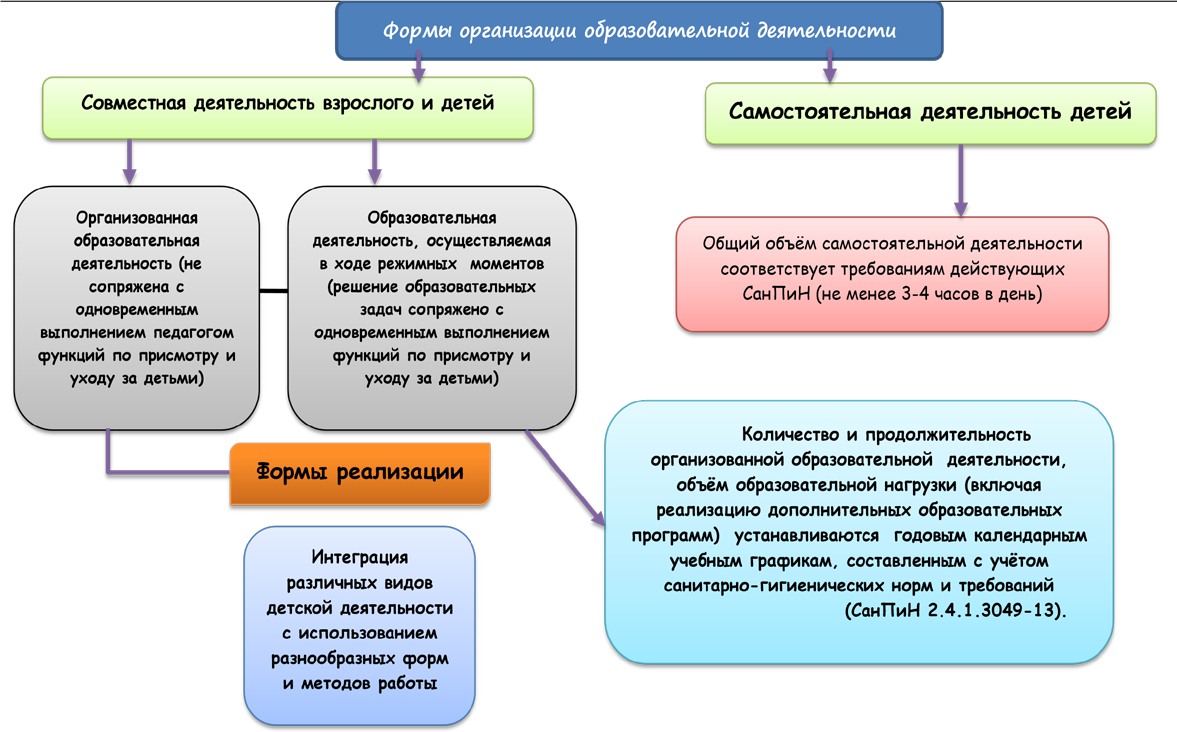 Формы организации образовательной деятельности
Совместная деятельность взрослого и детей
Самостоятельная деятельность детей
Организованная
образовательная
деятельность (не
сопряжена с
одновременным
выполнением педагогом
функций по присмотру и
уходу за детьми)
Образовательная
деятельность, осуществляемая
в ходе режимных моментов
(решение образовательных
задач сопряжено с
одновременным выполнением
функций по присмотру и
уходу за детьми)
Общий объём самостоятельной деятельности
соответствует требованиям действующих
СанПиН (не менее 3-4 часов в день)
Формы реализации
Количество и продолжительность
организованной образовательной деятельности,
объём образовательной нагрузки (включая
реализацию дополнительных образовательных
программ) устанавливаются годовым календарным
учебным графикам, составленным с учётом
санитарно-гигиенических норм и требований
(СанПиН 2.4.1.3049-13).
Интеграция
различных видов
детской деятельности
с использованием
разнообразных форм
и методов работы